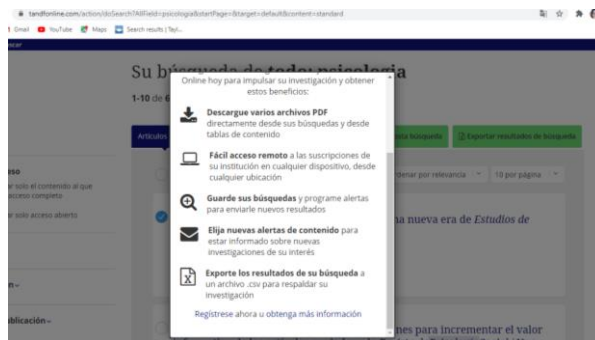 tandfonline.com/action/doSearch?AllField=psicologia&startPage=&target=default&content=standard
Gmail YouTube Maps Search results | Tayl...
Su búsqueda de todo: psicologia
1-10 de 6
Online hoy para impulsar su investigación y obtener
estos beneficios:
Descargue varios archivos PDF
directamente desde sus búsquedas y desde
tablas de contenido
Fácil acceso remoto a las suscripciones de
su institución en cualquier dispositivo, desde
cualquier ubicación
Guarde sus búsquedas y programe alertas
para enviarle nuevos resultados
Elija nuevas alertas de contenido para
estar informado sobre nuevas
investigaciones de su interés
Exporte los resultados de su búsqueda a
un archivo .csv para respaldar su
investigación
Regístrese ahora u obtenga más información
Artículos
búsqueda
Exportar resultados de búsqueda
ordenar por relevancia
10 por página
solo el contenido al que
acceso completo
solo acceso abierto
na nueva era de Estudios de
nes para incrementar el valor